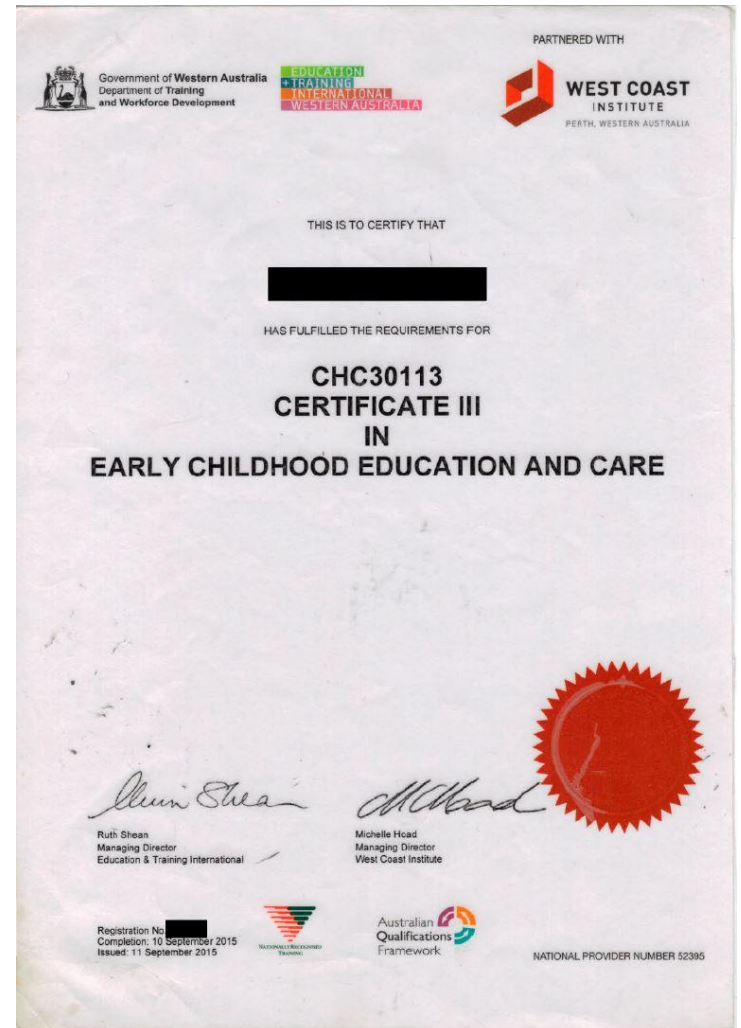 PARTNERED WITH
Government of Western Australia
Department of Training
and Workforce Development
EDUCATION
+TRAINING
INTERNATIONAL
WESTERN AUSTRALIA
WEST COAST
INSTITUTE
PERTH, WESTERN AUSTRALIA
THIS IS TO CERTIFY THAT
HAS FULFILLED THE REQUIREMENTS FOR
CHC30113
CERTIFICATE III
IN
EARLY CHILDHOOD EDUCATION AND CARE
Ruth Shean
Managing Director
Education & Training International
Michelle Hoad
Managing Director
West Coast Institute
Registration No.
Completion: 10 September 2015
Issued: 11 September 2015
NATIONALLY RECOGNISED
TRAINING
Australian
Qualifications
Framework
NATIONAL PROVIDER NUMBER 52395